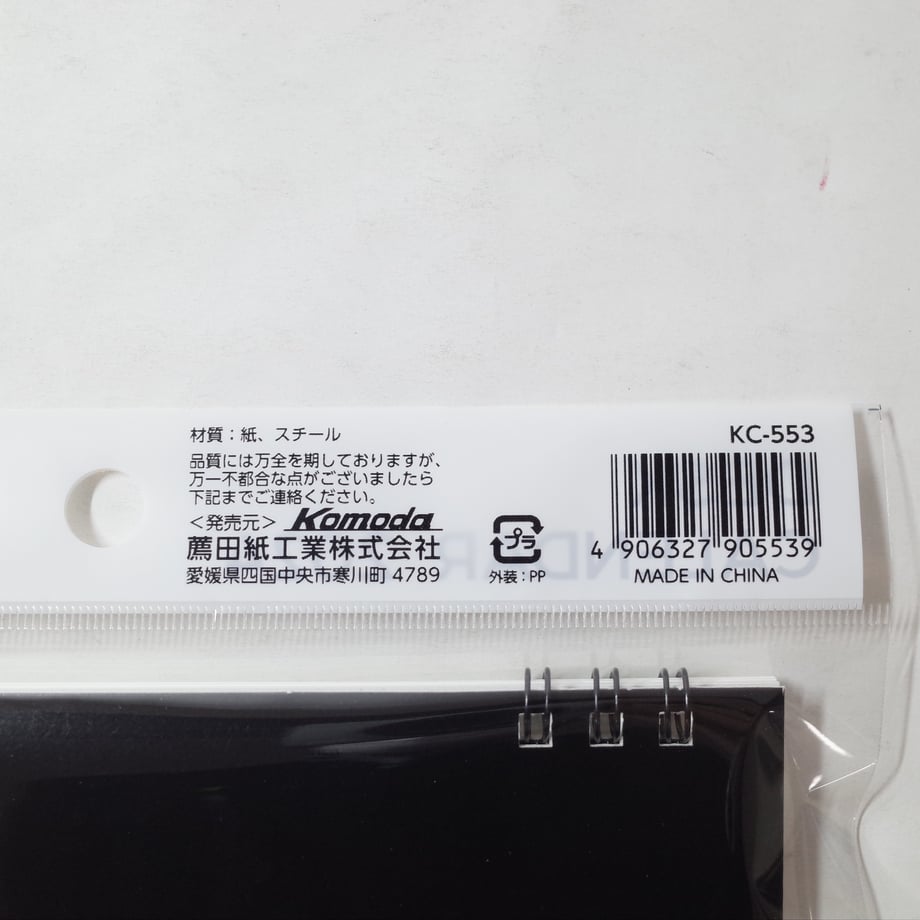 材質：紙、スチール
品質には万全を期しておりますが、
万一不都合な点がございましたら
下記までご連絡ください。
＜発売元＞ Komoda
薦田紙工業株式会社
愛媛県四国中央市寒川町 4789
プラ
外装：PP
KC-553
4 906327 905539
MADE IN CHINA